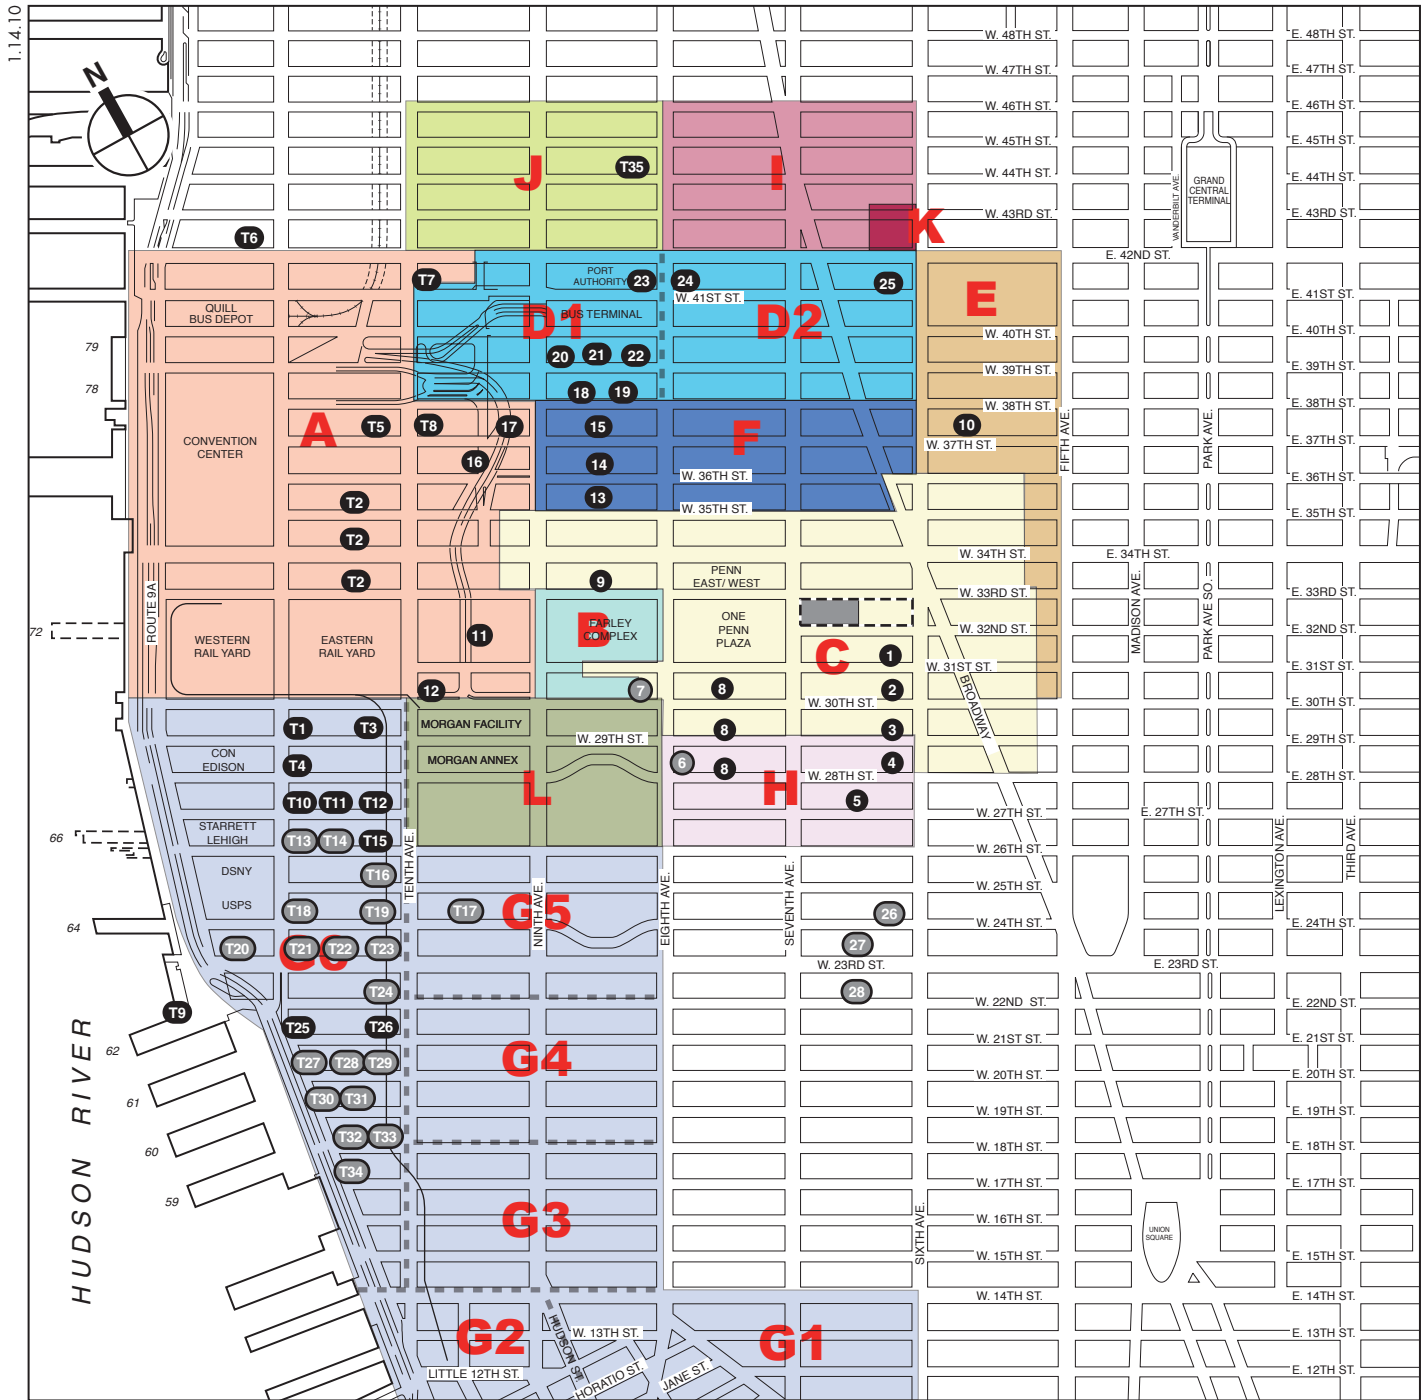 1.14.10
N
W. 48TH ST.
E. 48TH ST.
W. 47TH ST.
E. 47TH ST.
W. 46TH ST.
E. 46TH ST.
W. 45TH ST.
E. 45TH ST.
J
T35
I
W. 44TH ST.
E. 44TH ST.
VANDERBILT AVE.
GRAND
CENTRAL
TERMINAL
K
W. 43RD ST.
E. 43RD ST.
T6
E. 42ND ST.
T7
PORT
AUTHORITY
23
24
25
W. 41ST ST.
E
E. 41ST ST.
QUILL
BUS DEPOT
D1
BUS TERMINAL
D2
W. 40TH ST.
E. 40TH ST.
79
20
21
22
W. 39TH ST.
E. 39TH ST.
78
18
19
W. 38TH ST.
E. 38TH ST.
A
T5
T8
17
15
F
10
FIFTH AVE.
PARK AVE.
CONVENTION
CENTER
W. 37TH ST.
E. 37TH ST.
16
14
W. 36TH ST.
E. 36TH ST.
T2
13
W. 35TH ST.
E. 35TH ST.
T2
W. 34TH ST.
E. 34TH ST.
T2
9
PENN
EAST/ WEST
W. 33RD ST.
E. 33RD ST.
ROUTE 9A
MADISON AVE.
PARK AVE SO.
72
WESTERN
RAIL YARD
EASTERN
RAIL YARD
11
B
FARLEY
COMPLEX
ONE
PENN
PLAZA
W. 32ND ST.
E. 32ND ST.
C
1
W. 31ST ST.
E. 31ST ST.
12
7
8
2
BROADWAY
W. 30TH ST.
E. 30TH ST.
T1
T3
MORGAN FACILITY
8
3
W. 29TH ST.
E. 29TH ST.
CON
EDISON
T4
MORGAN ANNEX
6
8
4
W. 28TH ST.
E. 28TH ST.
L
H
T10
T11
T12
5
W. 27TH ST.
E. 27TH ST.
66
STARRETT
LEHIGH
T13
T14
T15
TENTH AVE.
W. 26TH ST.
E. 26TH ST.
LEXINGTON AVE.
THIRD AVE.
DSNY
T16
W. 25TH ST.
E. 25TH ST.
USPS
T18
T19
T17
G5
NINTH AVE.
EIGHTH AVE.
SEVENTH AVE.
26
64
W. 24TH ST.
E. 24TH ST.
T20
T21
T22
T23
G6
27
W. 23RD ST.
E. 23RD ST.
T24
28
W. 22ND ST.
E. 22ND ST.
T9
T25
T26
W. 21ST ST.
E. 21ST ST.
62
T27
T28
T29
G4
W. 20TH ST.
E. 20TH ST.
61
T30
T31
W. 19TH ST.
E. 19TH ST.
60
T32
T33
W. 18TH ST.
E. 18TH ST.
T34
59
W. 17TH ST.
E. 17TH ST.
HUDSON RIVER
G3
SIXTH AVE.
W. 16TH ST.
UNION
SQUARE
W. 15TH ST.
E. 15TH ST.
W. 14TH ST.
E. 14TH ST.
G2
HUDSON ST.
W. 13TH ST.
G1
E. 13TH ST.
LITTLE 12TH ST.
HORATIO ST.
JANE ST.
E. 12TH ST.